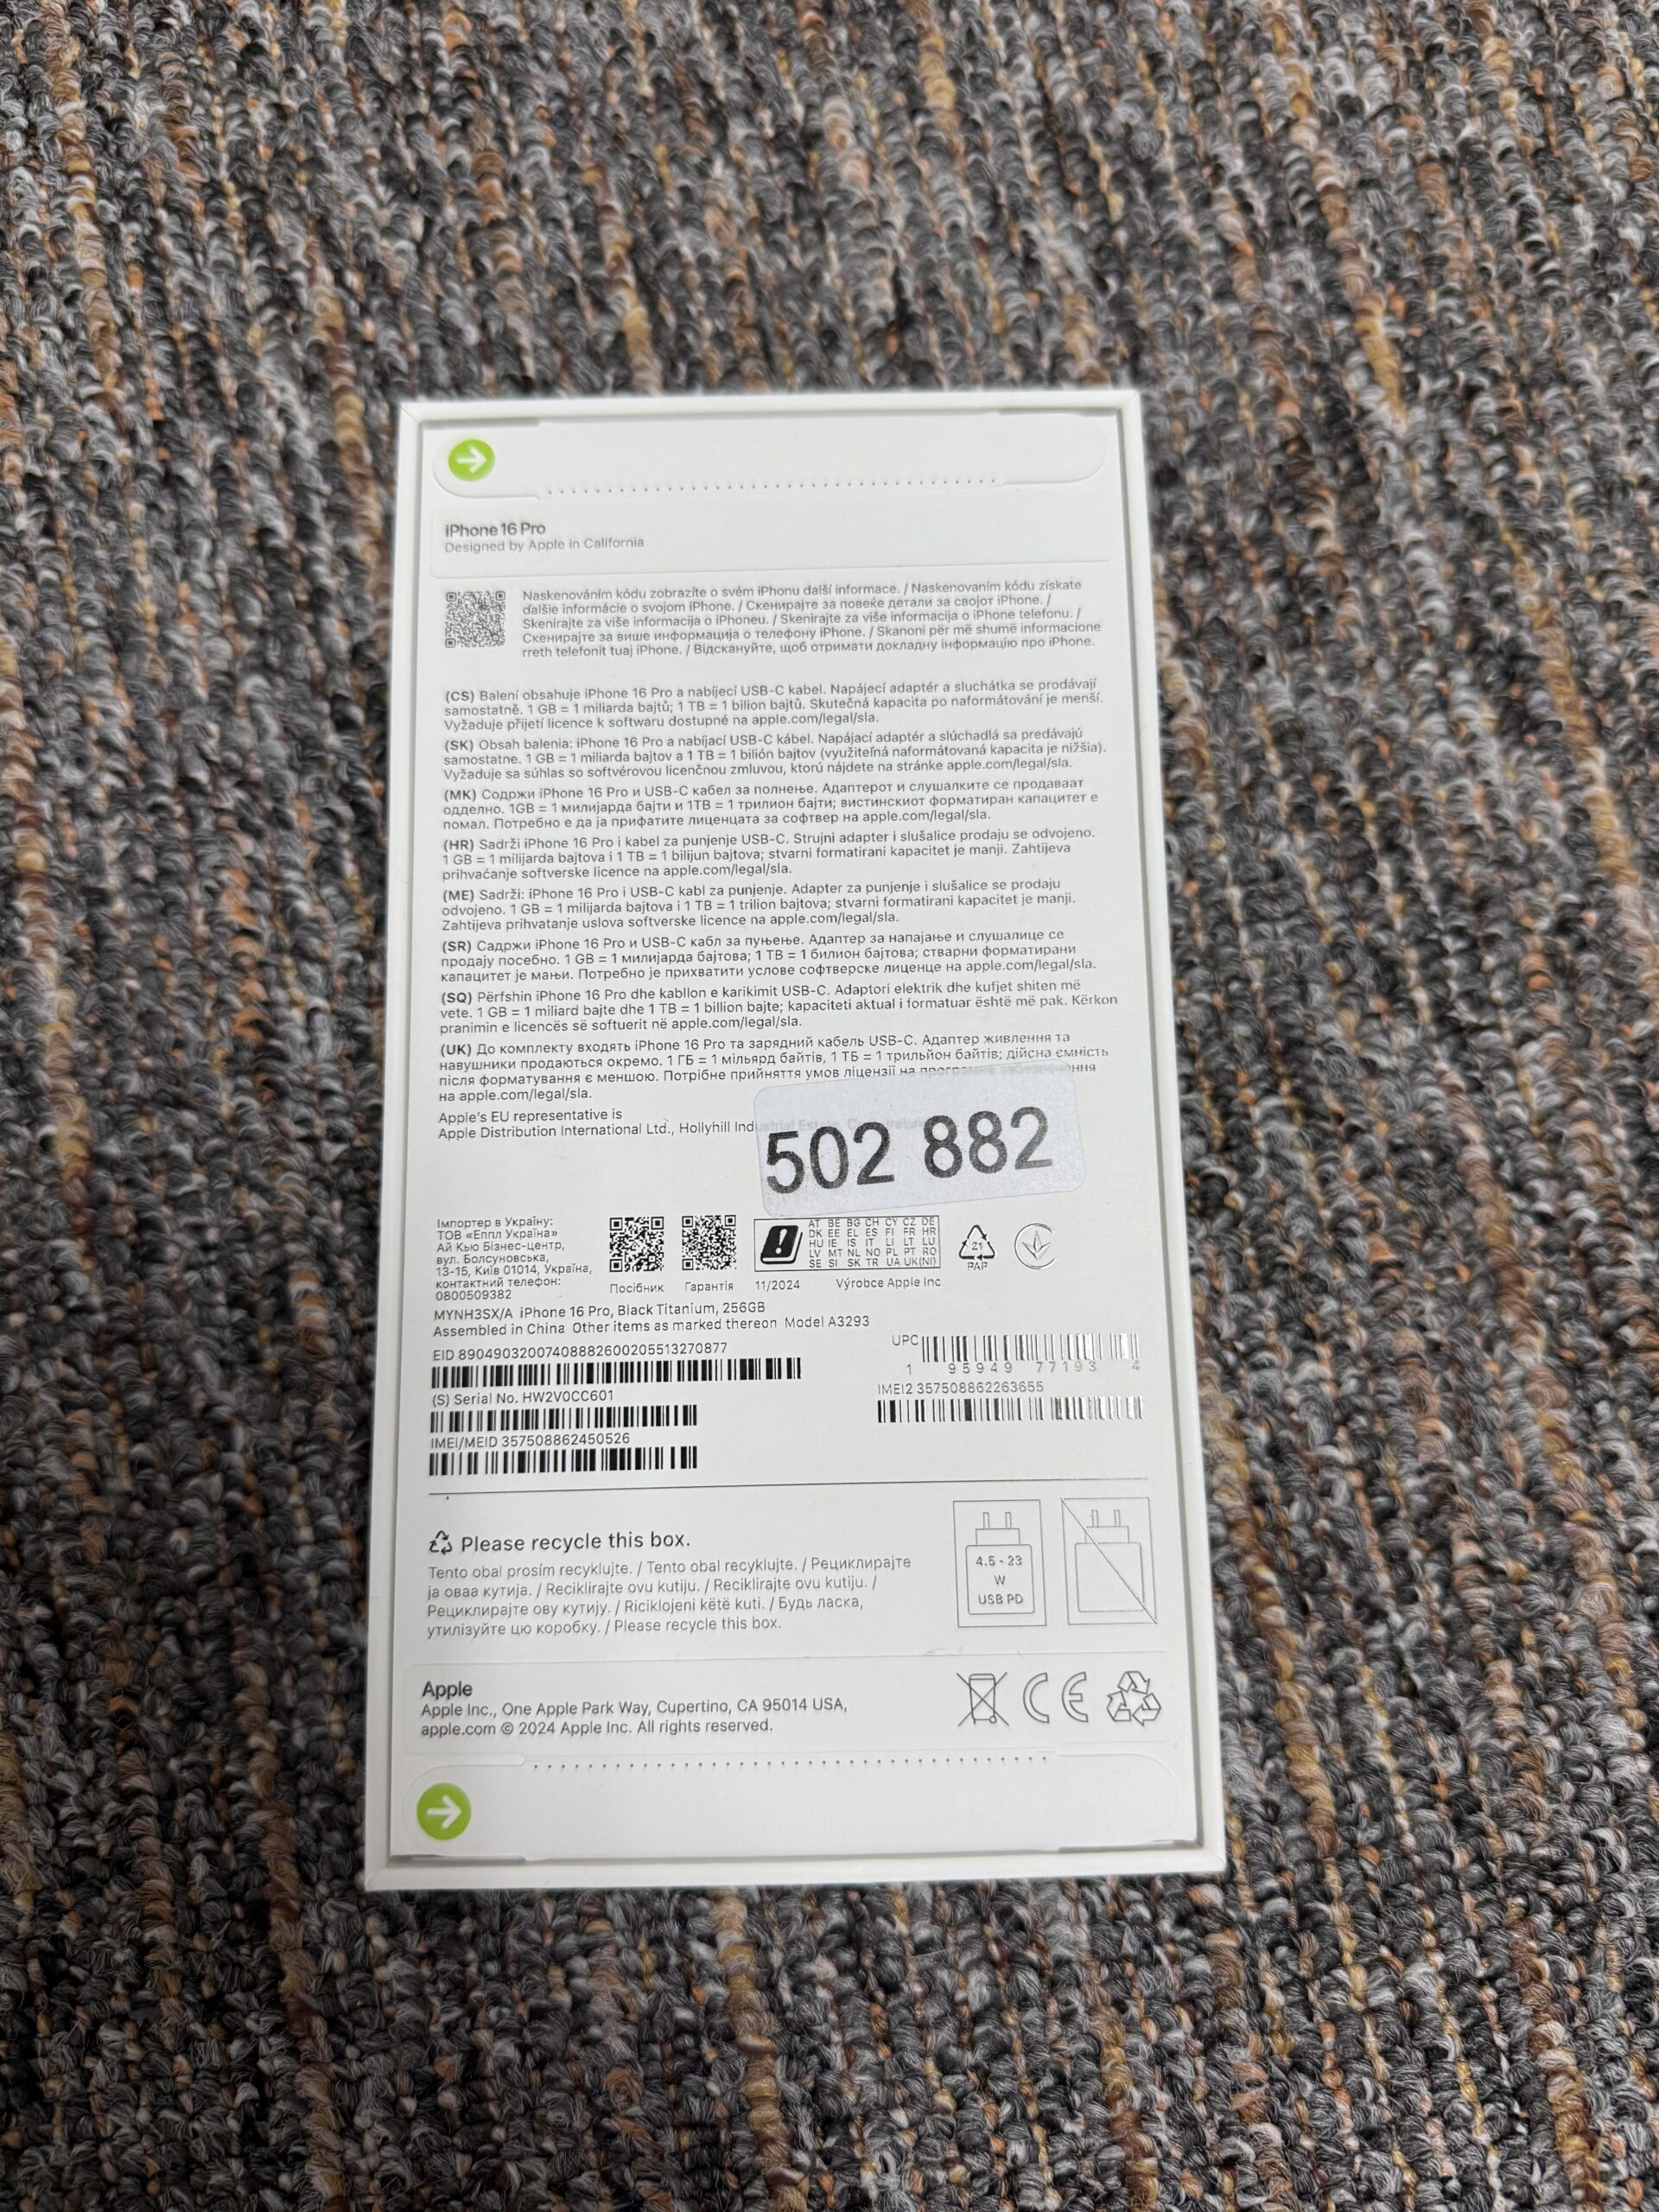 iPhone 16 Pro
Designed by Apple in California
Naskenováním kódu zobrazíte o svém iPhonu další informace. / Naskenovaním kódu získate
ďalšie informácie o svojom iPhone. / Скенирајте за повеќе детали за својот iPhone. /
Skenirajte za više informacija o iPhoneu. / Skenirajte za više informacija o iPhone telefonu. /
Скенирајте за више информација о телефону iPhone. / Skanoni për më shumë informacione
rreth telefonit tuaj iPhone. / Відскануйте, щоб отримати докладну інформацію про iPhone.
(CS) Balení obsahuje iPhone 16 Pro a nabíjecí USB-C kabel. Napájecí adaptér a sluchátka se prodávají
samostatně. 1 GB = 1 miliarda bajtů; 1 TB = 1 bilion bajtů. Skutečná kapacita po naformátování je menší.
Vyžaduje přijetí licence k softwaru dostupné na apple.com/legal/sla.
(SK) Obsah balenia: iPhone 16 Pro a nabíjací USB-C kábel. Napájací adaptér a slúchadlá sa predávajú
samostatne. 1 GB = 1 miliarda bajtov a 1 TB = 1 bilión bajtov (využiteľná naformátovaná kapacita je nižšia).
Vyžaduje sa súhlas so softvérovou licenčnou zmluvou, ktorú nájdete na stránke apple.com/legal/sla.
(MK) Содржи iPhone 16 Pro и USB-C кабел за полнење. Адаптерот и слушалките се продаваат
одделно. 1GB = 1 милијарда бајти и 1TB = 1 трилион бајти; вистинскиот форматиран капацитет е
помал. Потребно е да ја прифатите лиценцата за софтвер на apple.com/legal/sla.
(HR) Sadrži iPhone 16 Pro i kabel za punjenje USB-C. Strujni adapter i slušalice prodaju se odvojeno.
1 GB = 1 milijarda bajtova i 1 TB = 1 bilijun bajtova; stvarni formatirani kapacitet je manji. Zahtijeva
prihvaćanje softverske licence na apple.com/legal/sla.
(ME) Sadrži: iPhone 16 Pro i USB-C kabl za punjenje. Adapter za punjenje i slušalice se prodaju
odvojeno. 1 GB = 1 milijarda bajtova i 1 TB = 1 trilion bajtova; stvarni formatirani kapacitet je manji.
Zahtijeva prihvatanje uslova softverske licence na apple.com/legal/sla.
(SR) Садржи iPhone 16 Pro и USB-C кабл за пуњење. Адаптер за напајање и слушалице се
продају посебно. 1 GB = 1 милијарда бајтова; 1 TB = 1 билион бајтова; стварни форматирани
капацитет је мањи. Потребно је прихватити услове софтверске лиценце на apple.com/legal/sla.
(SQ) Përfshin iPhone 16 Pro dhe kabllon e karikimit USB-C. Adaptori elektrik dhe kufjet shiten më
vete. 1 GB = 1 miliard bajte dhe 1 TB = 1 billion bajte; kapaciteti aktual i formatuar është më pak. Kërkon
pranimin e licencës së softuerit në apple.com/legal/sla.
(UK) До комплекту входять iPhone 16 Pro та зарядний кабель USB-C. Адаптер живлення та
навушники продаються окремо. 1 ГБ = 1 мільярд байтів, 1 ТБ = 1 трильйон байтів; дійсна ємність
після форматування є меншою. Потрібне прийняття умов ліцензії на програмне забезпечення
на apple.com/legal/sla.
Apple's EU representative is
Apple Distribution International Ltd., Hollyhill Industrial Estate,
502 882
Імпортер в Україну:
ТОВ «Еппл Україна»
Ай Кью Бізнес-центр,
вул. Болсуновська,
13-15, Київ 01014, Україна,
контактний телефон:
0800509382
Посібник
Гарантія
AT BE BG CH CY CZ DE
DK EE EL ES FI FR HR
HU IE IS IT LI LT LU
LV MT NL NO PL PT RO
SE SI SK TR UA UK(NI)
11/2024 Výrobce Apple Inc
21
PAP
MYNH3SX/A iPhone 16 Pro, Black Titanium, 256GB
Assembled in China Other items as marked thereon Model A3293
EID 89049032007408882600205513270877
UPC
1 95949 77193 4
(S) Serial No. HW2V0CC601
IMEI2 357508862263655
IMEI/MEID 357508862450526
Please recycle this box.
Tento obal prosím recyklujte. / Tento obal recyklujte. / Рециклирајте
ја оваа кутија. / Reciklirajte ovu kutiju. / Reciklirajte ovu kutiju. /
Рециклирајте ову кутију. / Riciklojeni këtë kuti. / Будь ласка,
утилізуйте цю коробку. / Please recycle this box.
4.5 - 23
W
USB PD
Apple
Apple Inc., One Apple Park Way, Cupertino, CA 95014 USA,
apple.com © 2024 Apple Inc. All rights reserved.
CE